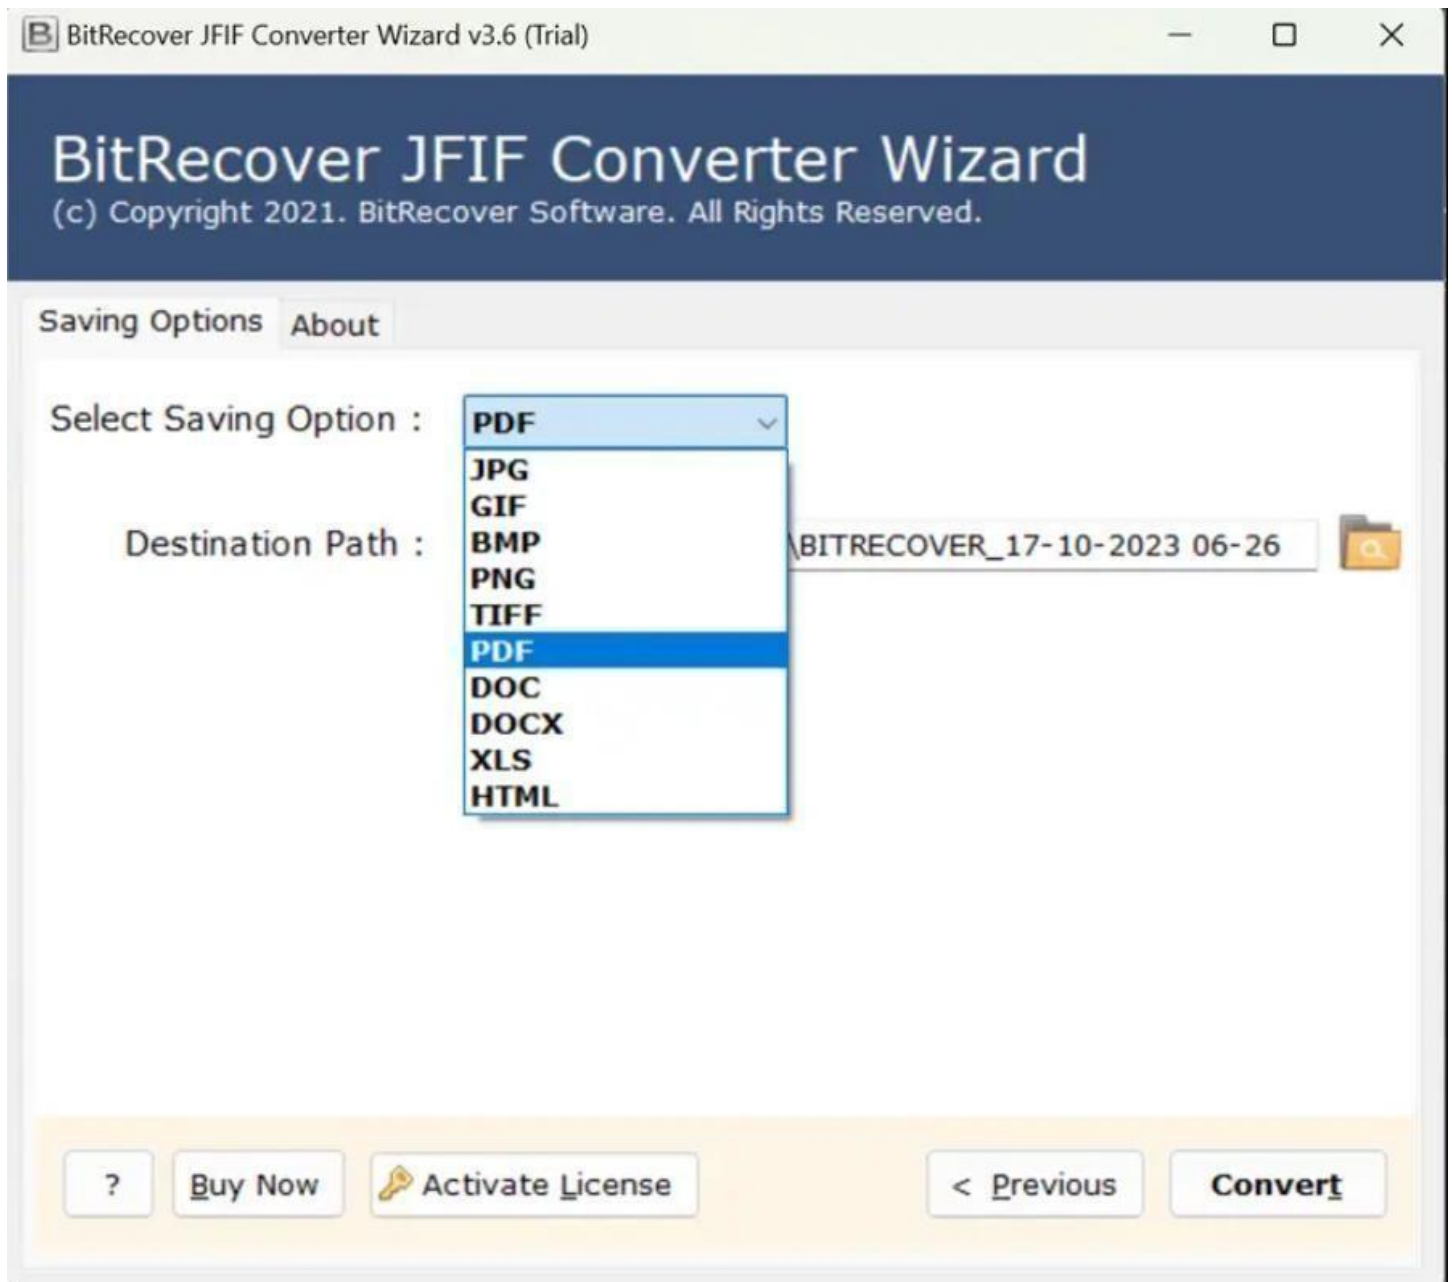 BitRecover JFIF Converter Wizard v3.6 (Trial)
BitRecover JFIF Converter Wizard
(c) Copyright 2021. BitRecover Software. All Rights Reserved.
Saving Options About
Select Saving Option : PDF
JPG
GIF
Destination Path : BMP \BITRECOVER_17-10-2023 06-26
PNG
TIFF
PDF
DOC
DOCX
XLS
HTML
? Buy Now Activate License < Previous Convert